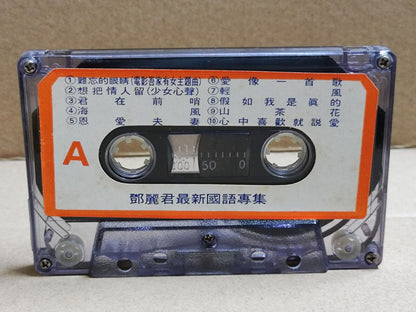 ①難忘的眼睛(電影吾家有女主題曲)
②想把情人留(少女心聲)
③君在前哨
④海風
⑤恩愛夫妻
⑥愛像一首歌
⑦輕風
⑧假如我是真的
⑨山茶花
⑩心中喜歡就說愛
A
100 50 0
鄧麗君最新國語專集